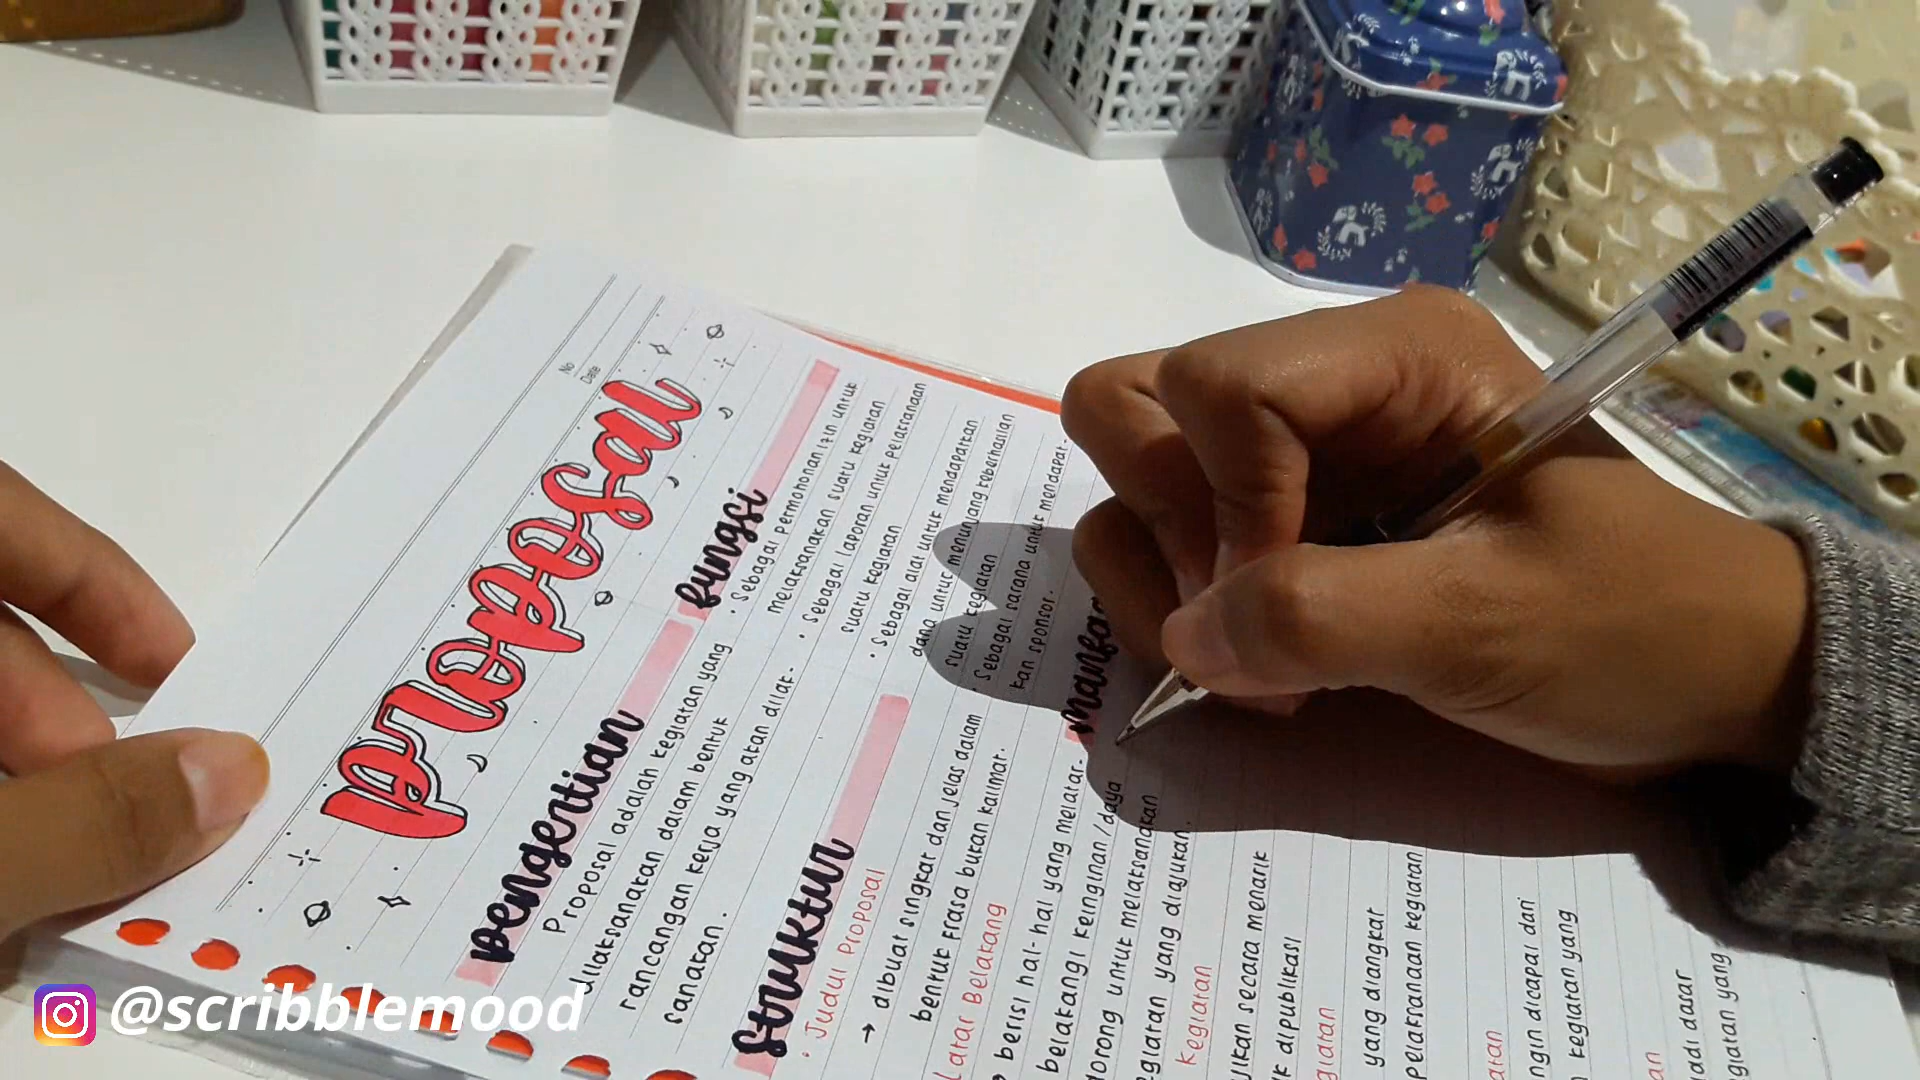 No
Date
proposal
pengertian
Proposal adalah kegiatan yang
dilaksanakan dalam bentuk
rancangan kerja yang akan dilak-
sanakan.
struktur
• Judul Proposal
→ dibuat singkat dan jelas dalam
bentuk frasa bukan kalimat.
Latar Belakang
berisi hal-hal yang melatar-
belakangi keinginan/daya
dorong untuk melaksanakan
kegiatan yang diajukan.
Kegiatan
secara menarik
dipublikasi
yang diangkat
pelaksanaan kegiatan
ingin dicapai dari
kegiatan yang
dasar
yang
fungsi
• Sebagai permohonan izin untuk
melaksanakan suatu kegiatan
• Sebagai laporan untuk pelaksanaan
suatu kegiatan
• Sebagai alat untuk mendapatkan
dana untuk menunjang keberhasilan
suatu kegiatan
• Sebagai sarana untuk mendapat-
kan sponsor.
@scribblemood